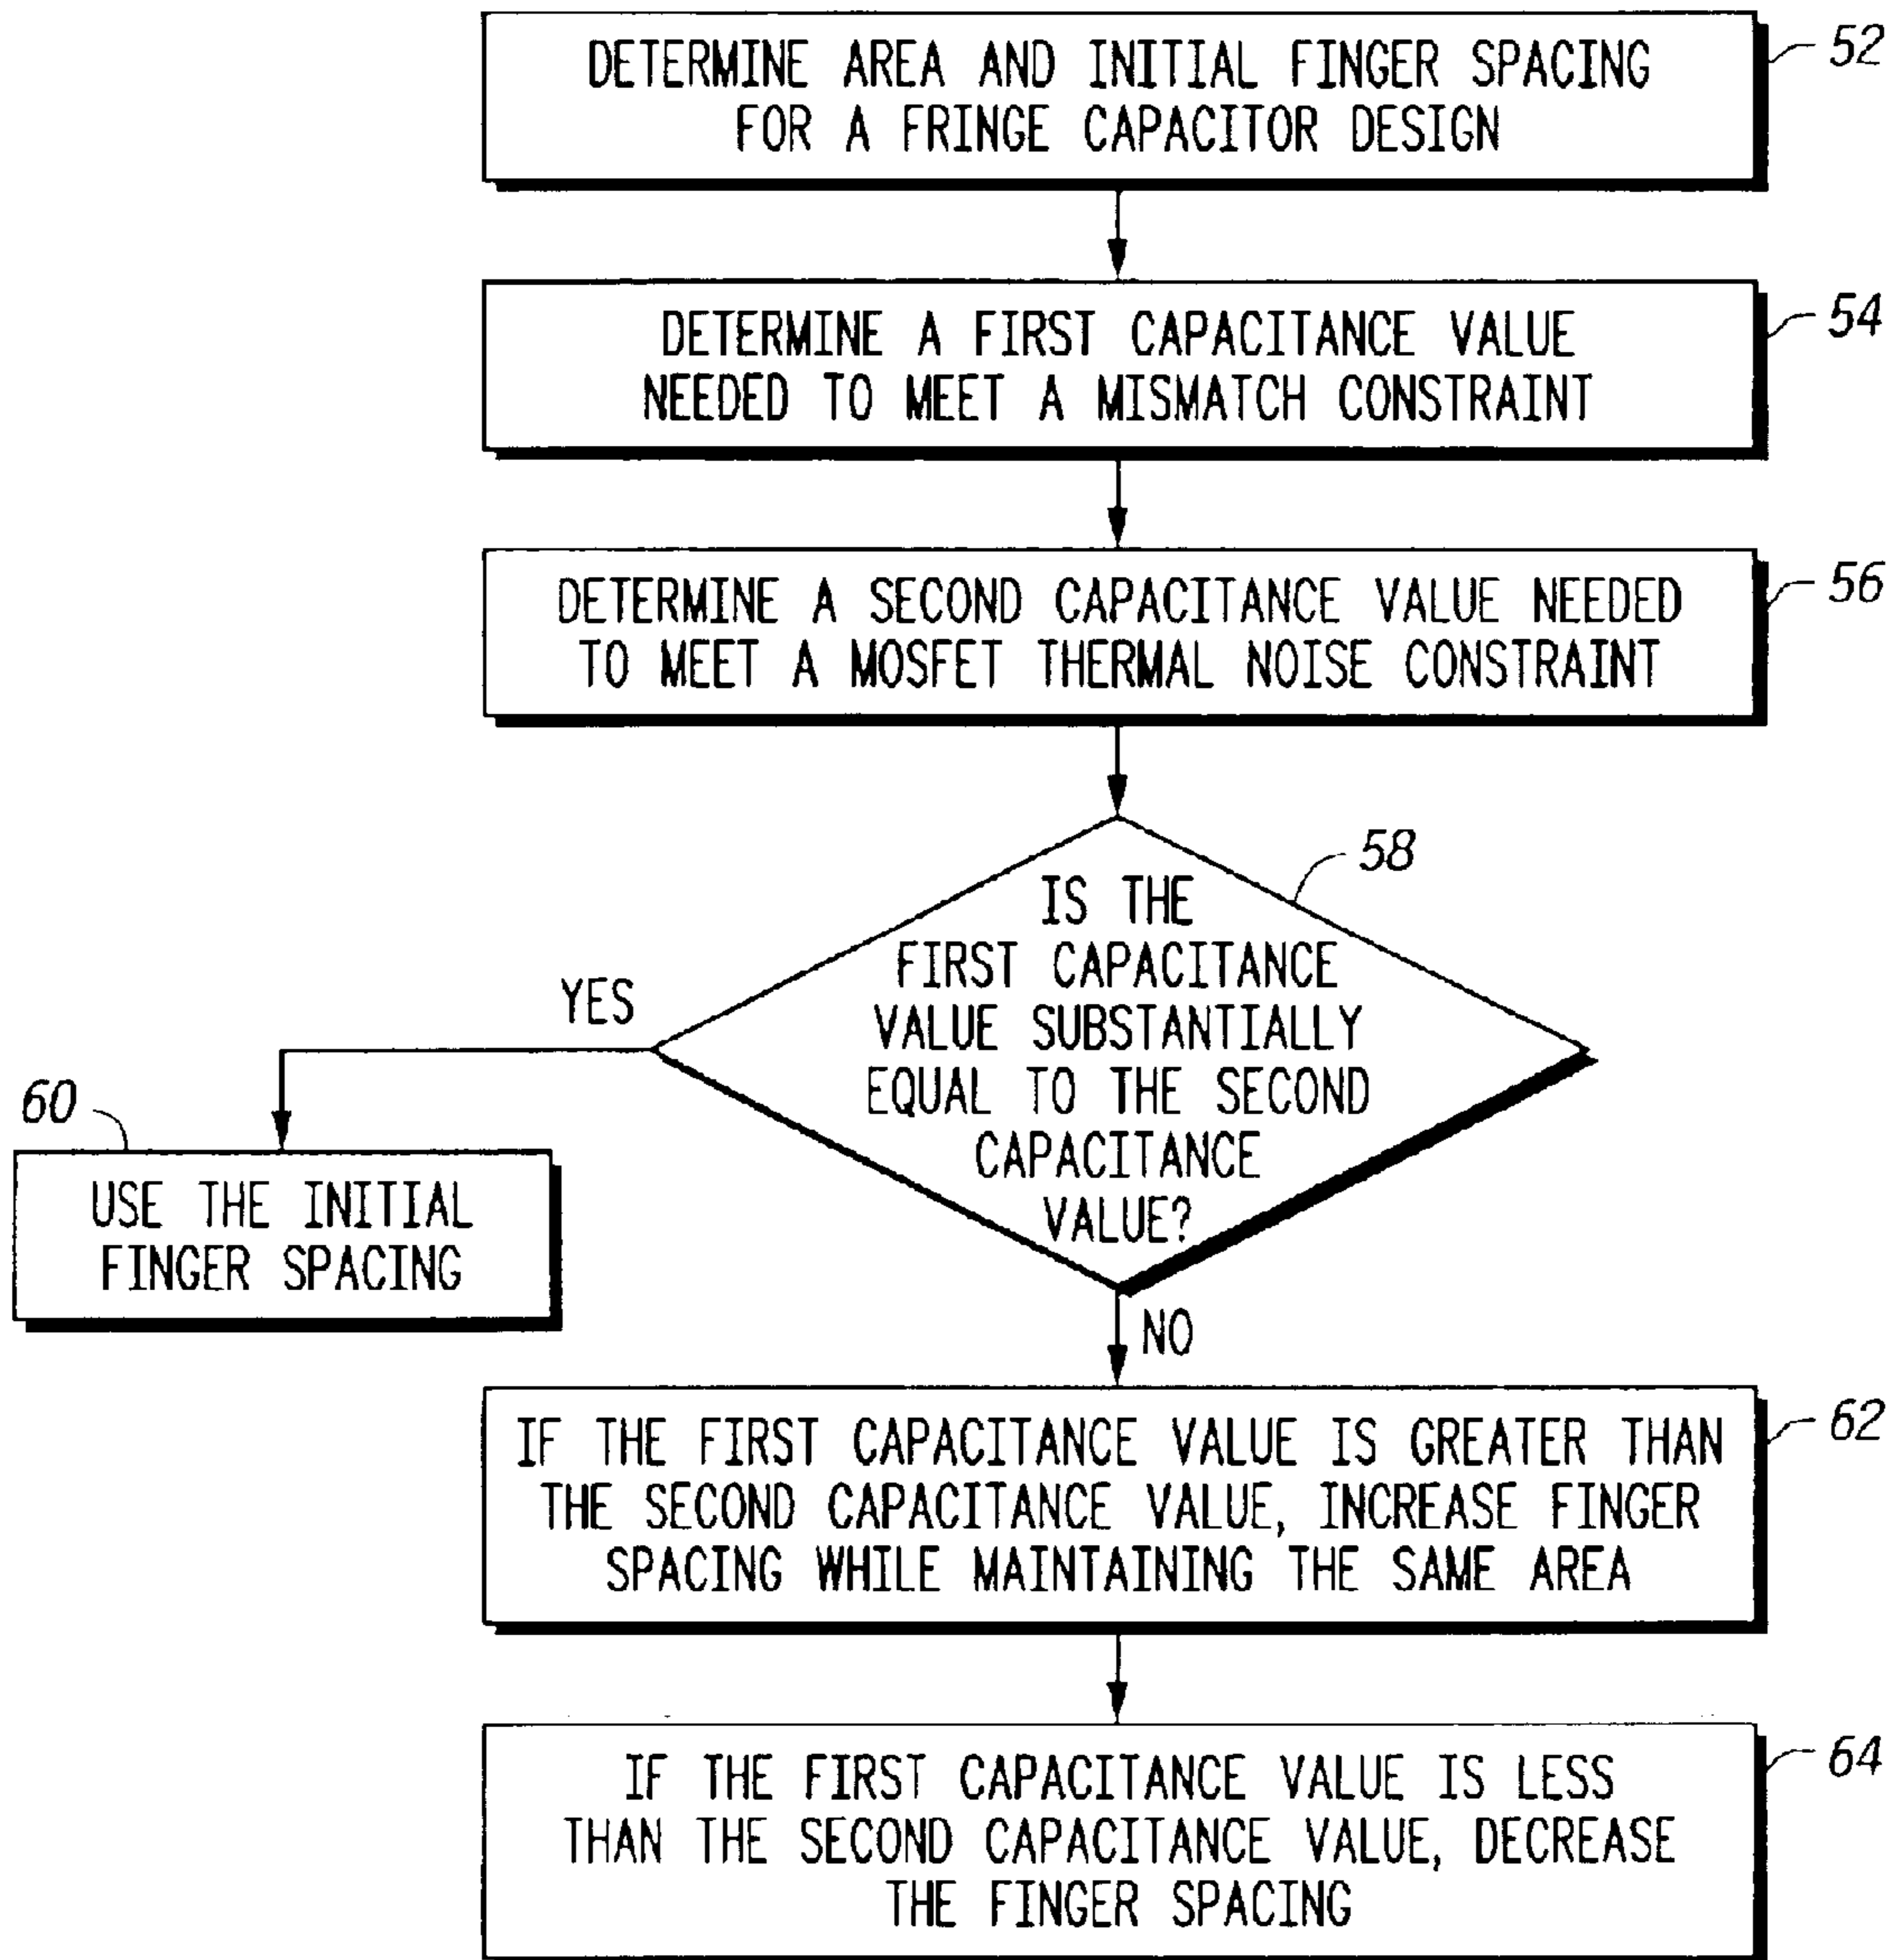 DETERMINE AREA AND INITIAL FINGER SPACING
FOR A FRINGE CAPACITOR DESIGN
52
DETERMINE A FIRST CAPACITANCE VALUE
NEEDED TO MEET A MISMATCH CONSTRAINT
54
DETERMINE A SECOND CAPACITANCE VALUE NEEDED
TO MEET A MOSFET THERMAL NOISE CONSTRAINT
56
IS THE
FIRST CAPACITANCE
VALUE SUBSTANTIALLY
EQUAL TO THE SECOND
CAPACITANCE
VALUE?
58
YES
60
USE THE INITIAL
FINGER SPACING
NO
IF THE FIRST CAPACITANCE VALUE IS GREATER THAN
THE SECOND CAPACITANCE VALUE, INCREASE FINGER
SPACING WHILE MAINTAINING THE SAME AREA
62
IF THE FIRST CAPACITANCE VALUE IS LESS
THAN THE SECOND CAPACITANCE VALUE, DECREASE
THE FINGER SPACING
64